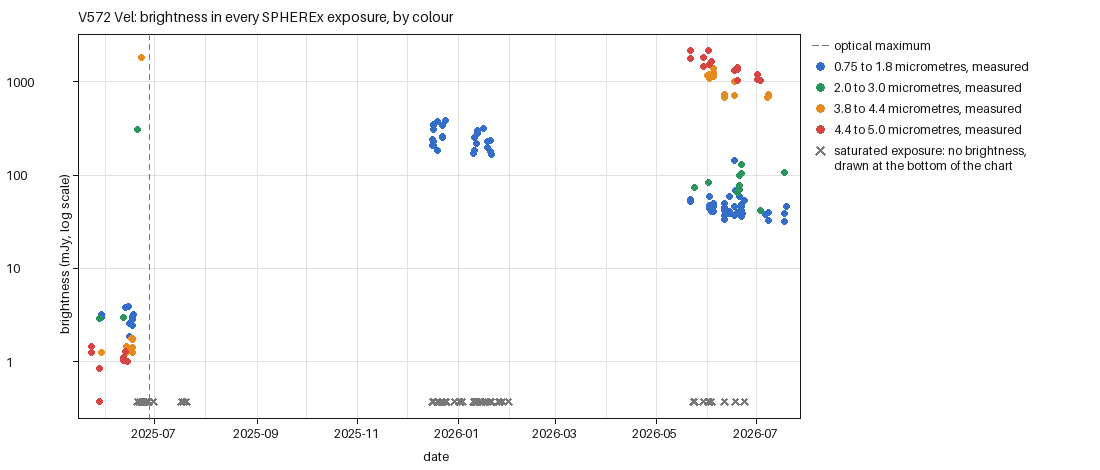 V572 Vel: brightness in every SPHEREx exposure, by colour
optical maximum
0.75 to 1.8 micrometres, measured
2.0 to 3.0 micrometres, measured
3.8 to 4.4 micrometres, measured
4.4 to 5.0 micrometres, measured
saturated exposure: no brightness,
drawn at the bottom of the chart
brightness (mJy, log scale)
1000
100
10
1
2025-07
2025-09
2025-11
2026-01
2026-03
2026-05
2026-07
date